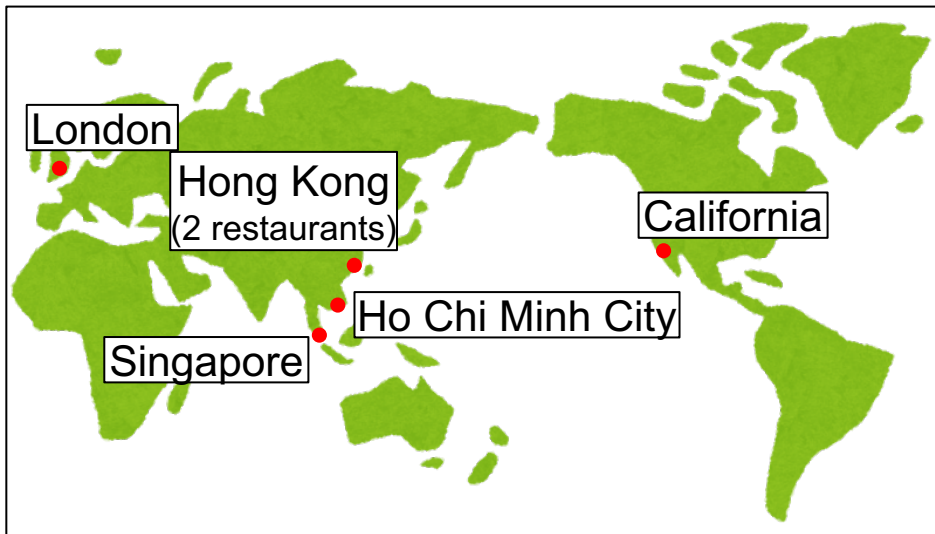 London
Hong Kong
(2 restaurants)
California
Ho Chi Minh City
Singapore